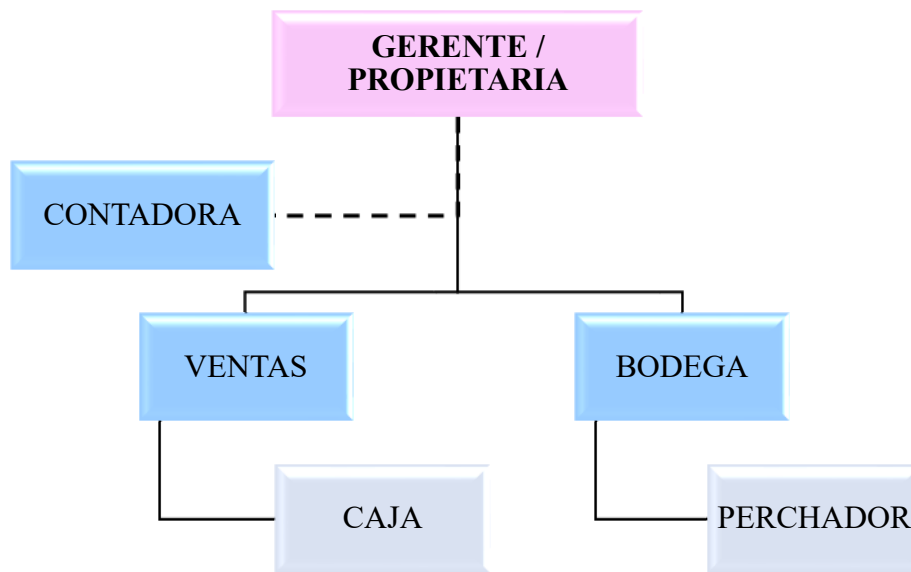 GERENTE /
PROPIETARIA
CONTADORA
VENTAS
BODEGA
CAJA
PERCHADOR